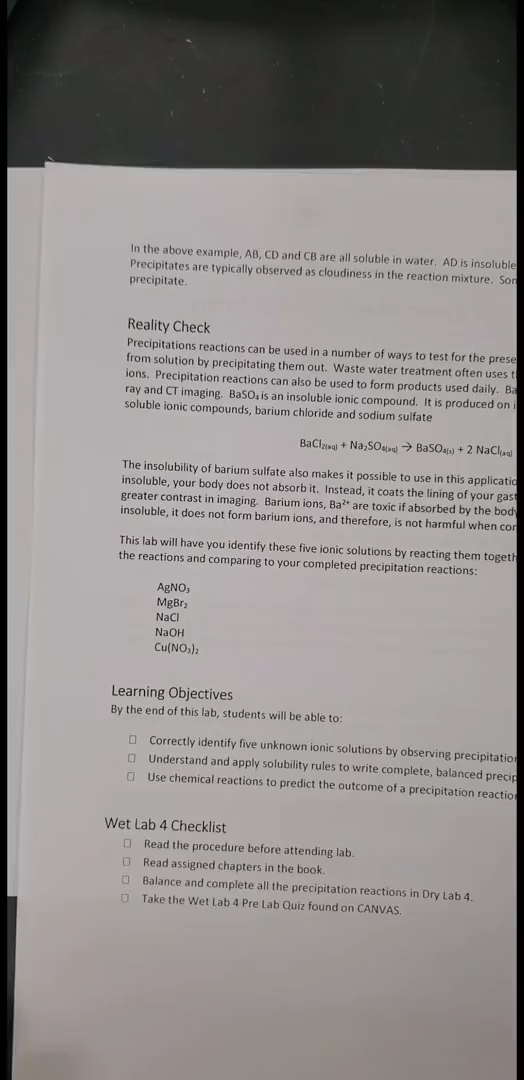 In the above example, AB, CD and CB are all soluble in water. AD is insoluble
Precipitates are typically observed as cloudiness in the reaction mixture.
precipitate.
Reality Check
Precipitations reactions can be used in a number of ways to test for the
from solution by precipitating them out. Waste water treatment often uses
ions. Precipitation reactions can also be used to form products used daily.
ray and CT imaging. BaSO₄ is an insoluble ionic compound. It is produced on
soluble ionic compounds, barium chloride and sodium sulfate
BaCl₂(aq) + Na₂SO₄(aq) → BaSO₄(s) + 2 NaCl(aq)
The insolubility of barium sulfate also makes it possible to use in this
insoluble, your body does not absorb it. Instead, it coats the lining of your
greater contrast in imaging. Barium ions, Ba²⁺ are toxic if absorbed by the body
insoluble, it does not form barium ions, and therefore, is not harmful when
This lab will have you identify these five ionic solutions by reacting them
the reactions and comparing to your completed precipitation reactions:
AgNO₃
MgBr₂
NaCl
NaOH
Cu(NO₃)₂
Learning Objectives
By the end of this lab, students will be able to:
☐ Correctly identify five unknown ionic solutions by observing
☐ Understand and apply solubility rules to write complete, balanced
☐ Use chemical reactions to predict the outcome of a precipitation
Wet Lab 4 Checklist
☐ Read the procedure before attending lab.
☐ Read assigned chapters in the book.
☐ Balance and complete all the precipitation reactions in Dry Lab 4.
☐ Take the Wet Lab 4 Pre Lab Quiz found on CANVAS.